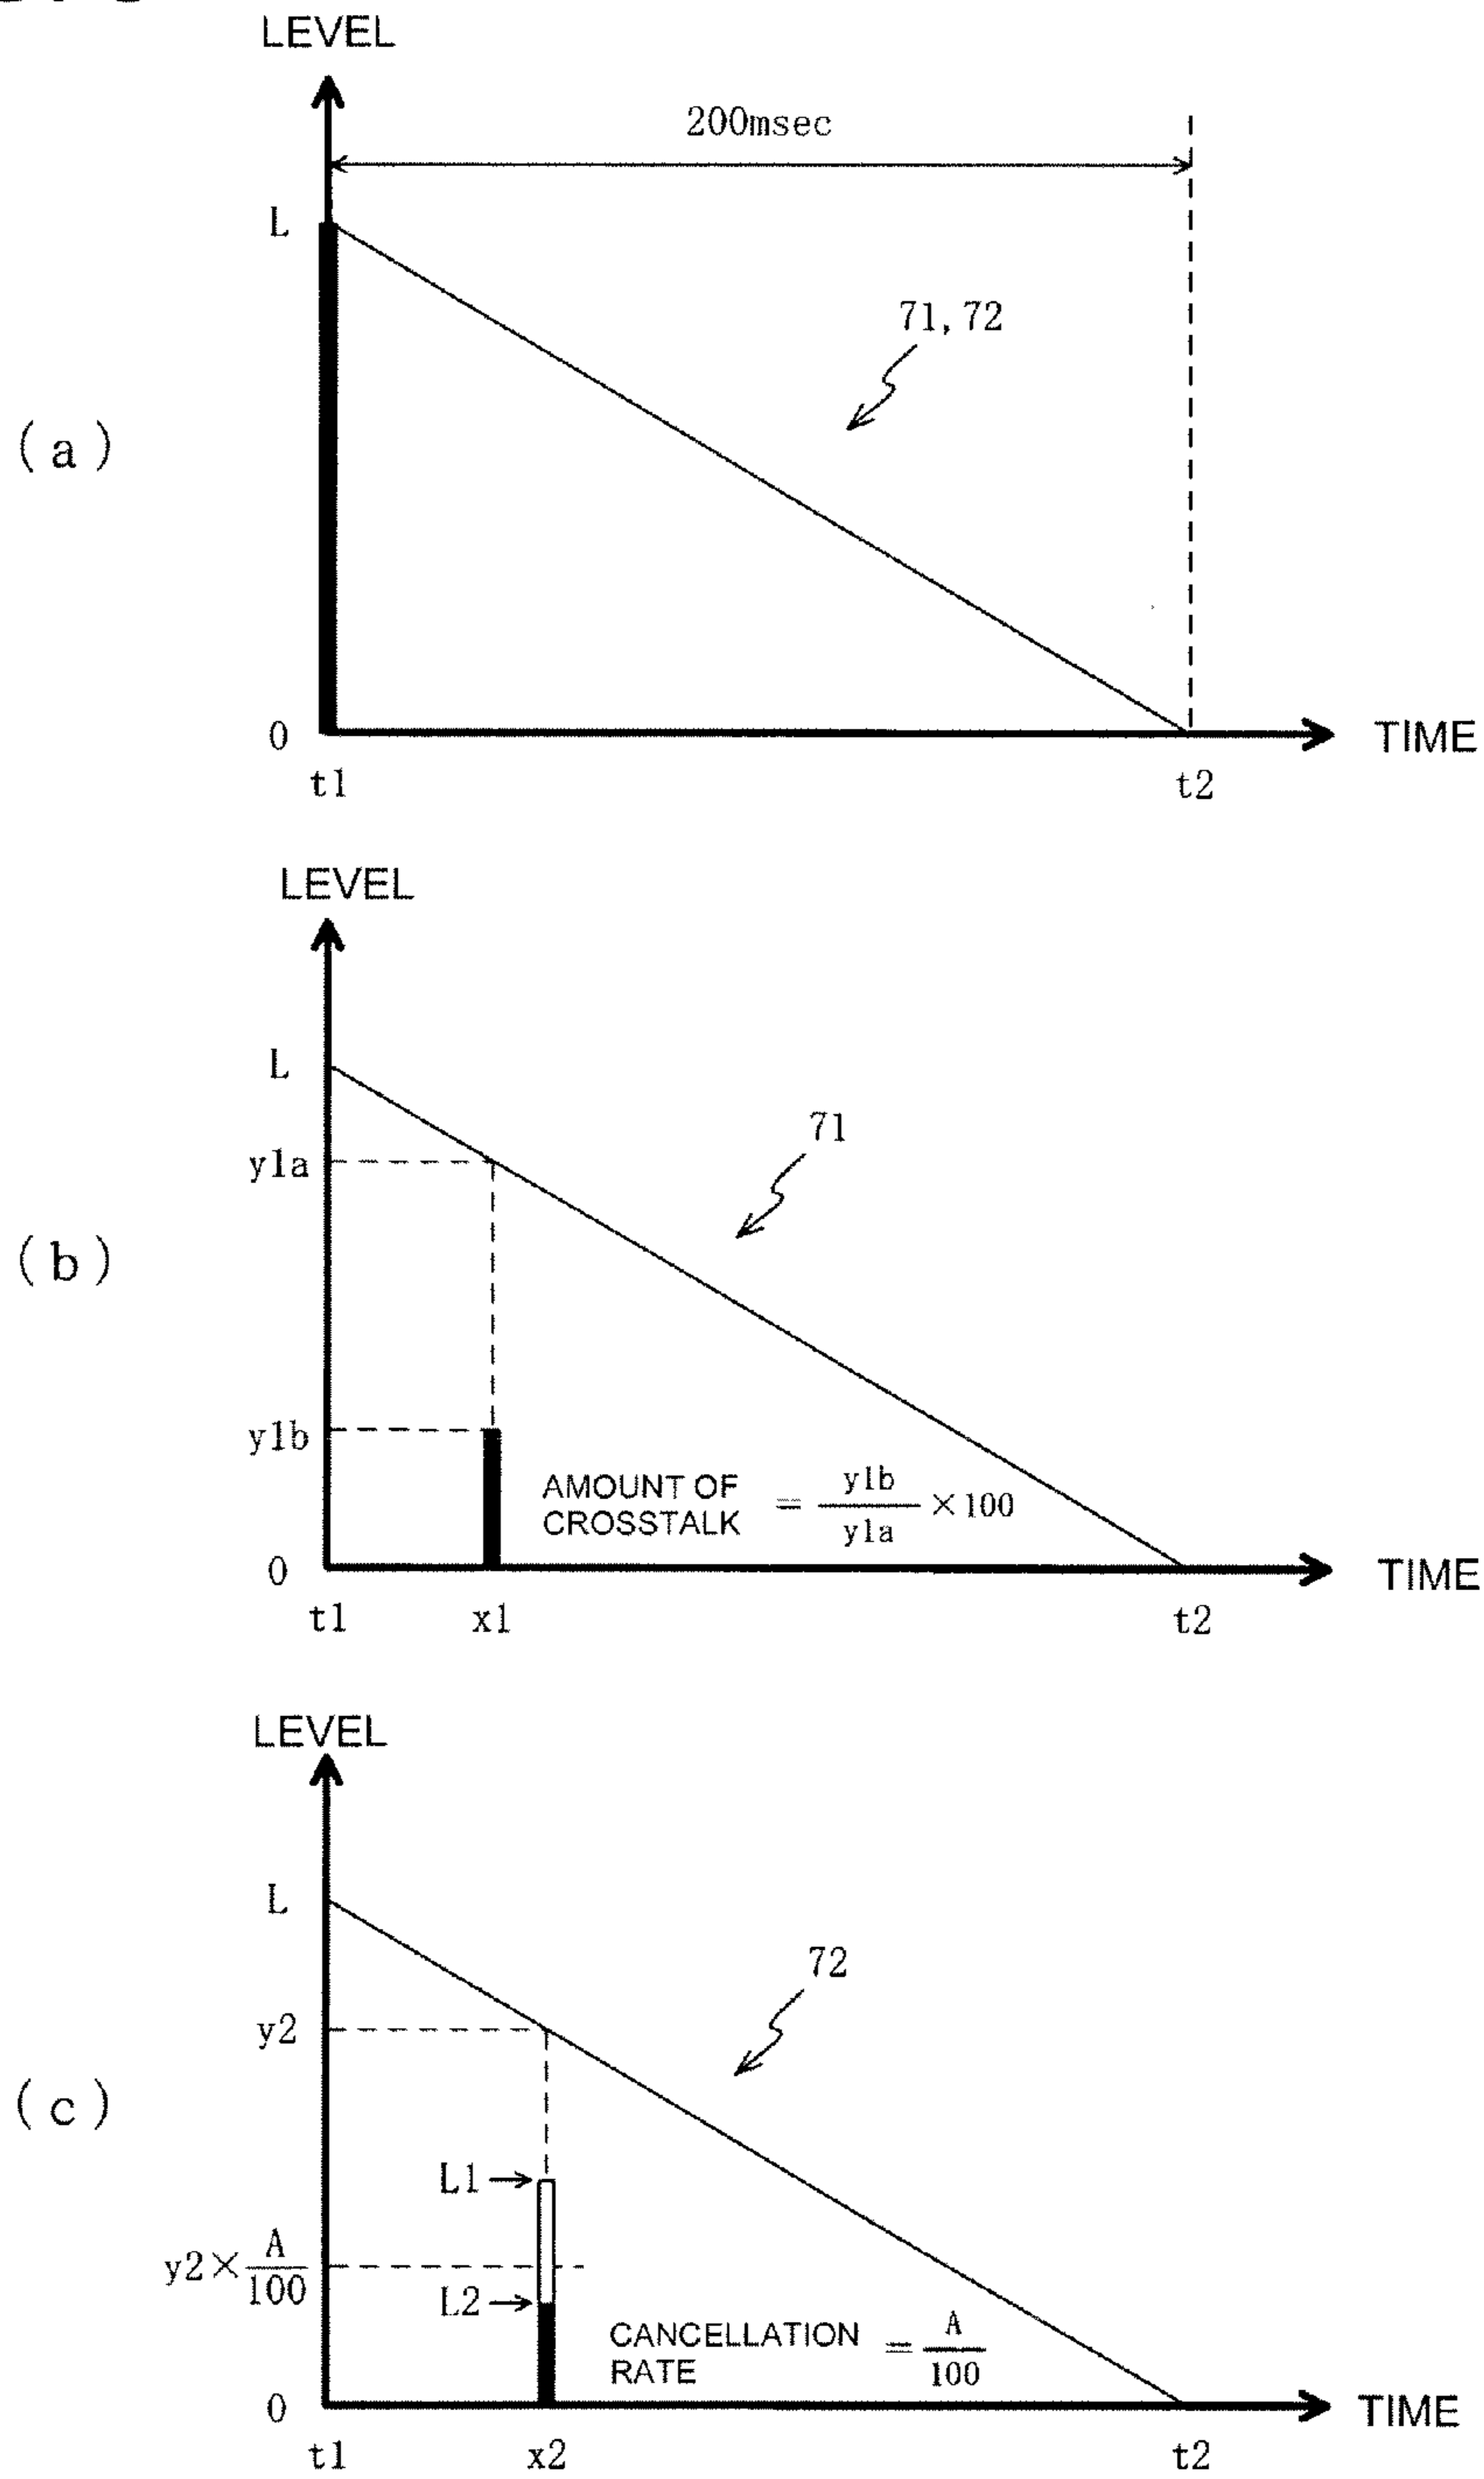 LEVEL
200msec
L
71, 72
(a)
0
TIME
t1
t2
LEVEL
L
71
y1a
(b)
y1b
AMOUNT OF CROSSTALK = y1b / y1a ×100
0
TIME
t1
x1
t2
LEVEL
L
72
y2
(c)
L1
y2× A / 100
L2
CANCELLATION RATE = A / 100
0
TIME
t1
x2
t2